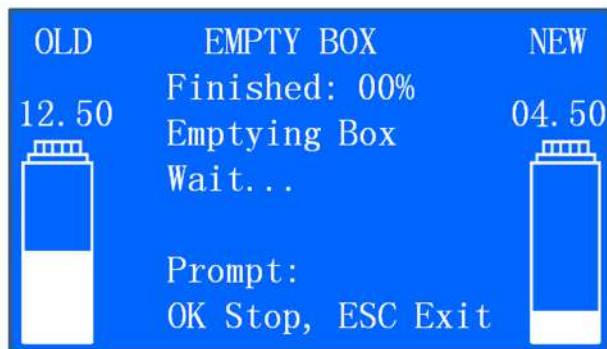 OLD EMPTY BOX NEW
Finished: 00%
12.50 04.50
Emptying Box
Wait...
Prompt:
OK Stop, ESC Exit